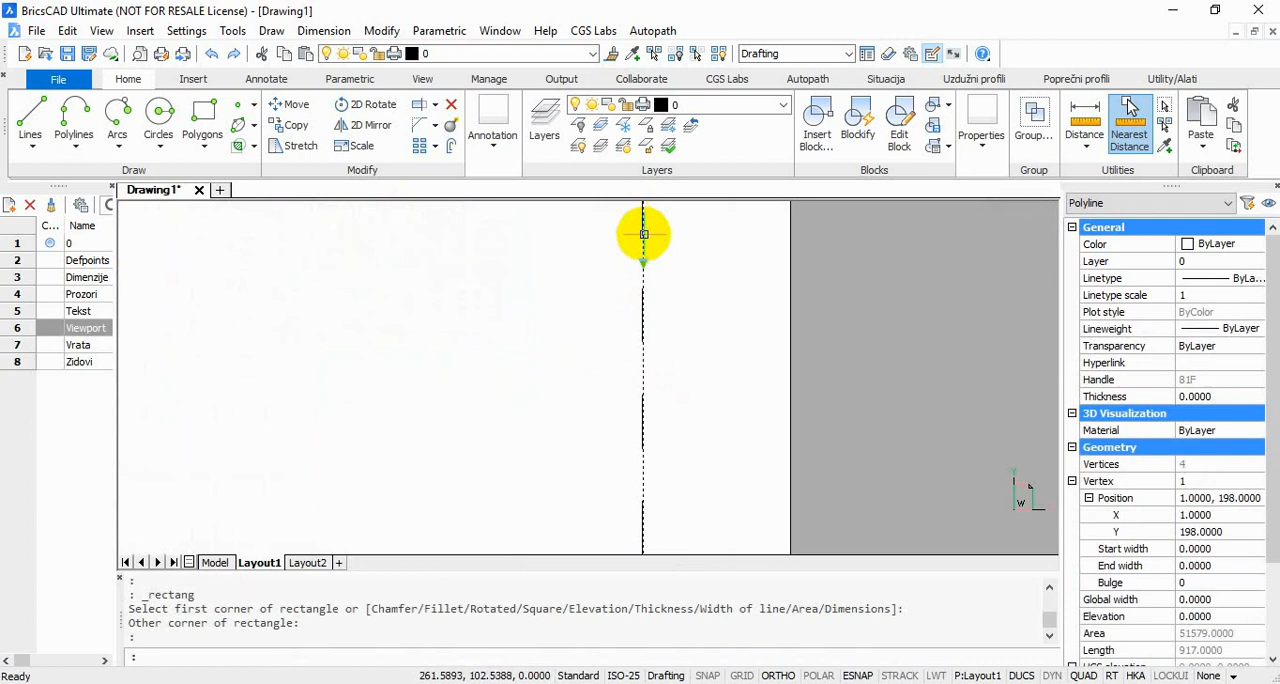 BricsCAD Ultimate (NOT FOR RESALE License) - [Drawing1]
File Edit View Insert Settings Tools Draw Dimension Modify Parametric Window Help CGS Labs Autopath
0 Drafting
File Home Insert Annotate Parametric View Manage Output Collaborate CGS Labs Autopath Situacija Uzdužni profili Poprečni profili Utility/Alati
Lines Polylines Arcs Circles Polygons
Move 2D Rotate
Copy 2D Mirror
Stretch Scale
Annotation
Layers
0
Insert Block...
Blockify
Edit Block
Properties
Group...
Distance
Nearest Distance
Paste
Draw Modify Layers Blocks Group Utilities Clipboard
Drawing1*
C... Name
1 0
2 Defpoints
3 Dimenzije
4 Prozori
5 Tekst
6 Viewport
7 Vrata
8 Zidovi
Y
W
Polyline
General
Color ByLayer
Layer 0
Linetype ByLa...
Linetype scale 1
Plot style ByColor
Lineweight ByLayer
Transparency ByLayer
Hyperlink
Handle 81F
Thickness 0.0000
3D Visualization
Material ByLayer
Geometry
Vertices 4
Vertex 1
Position 1.0000, 198.0000
X 1.0000
Y 198.0000
Start width 0.0000
End width 0.0000
Bulge 0
Global width 0.0000
Elevation 0.0000
Area 51579.0000
Length 917.0000
Model Layout1 Layout2
:
: _rectang
Select first corner of rectangle or [Chamfer/Fillet/Rotated/Square/Elevation/Thickness/Width of line/Area/Dimensions]:
Other corner of rectangle:
:
:
Ready 261.5893, 102.5388, 0.0000 Standard ISO-25 Drafting SNAP GRID ORTHO POLAR ESNAP STRACK LWT P:Layout1 DUCS DYN QUAD RT HKA LOCKUI None